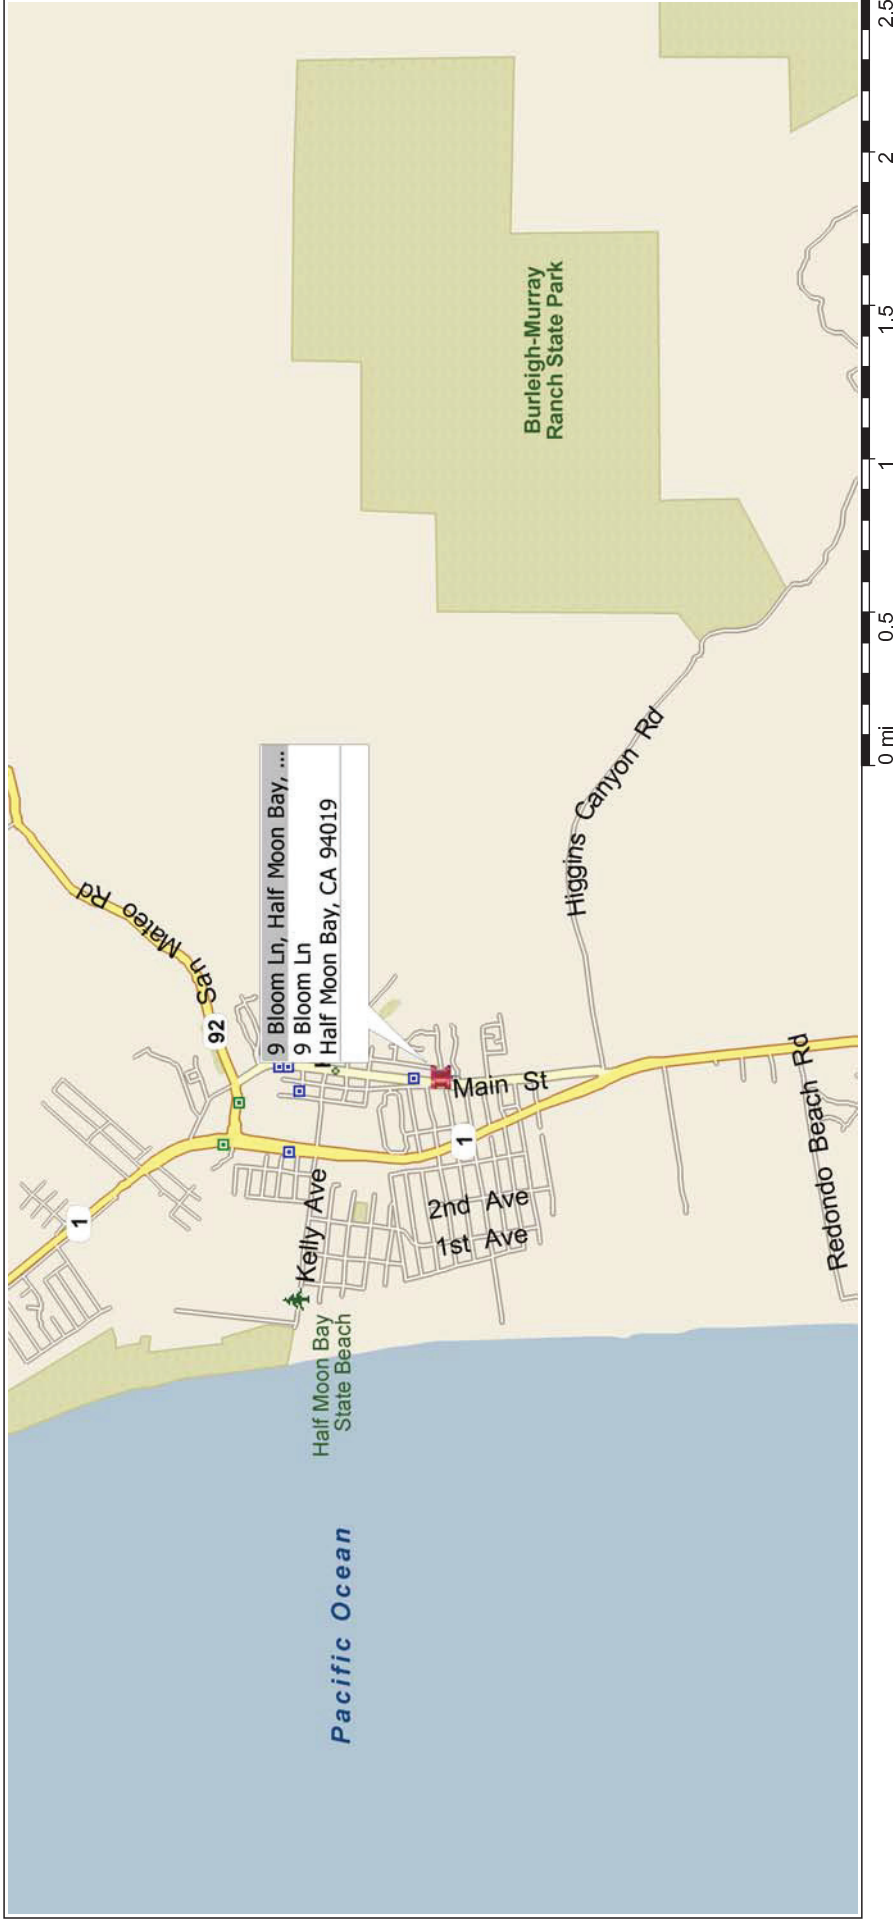 1
92
San Mateo Rd
9 Bloom Ln, Half Moon Bay, ...
9 Bloom Ln
Half Moon Bay, CA 94019
Kelly Ave
Half Moon Bay
State Beach
Pacific Ocean
Main St
1
2nd Ave
1st Ave
Higgins Canyon Rd
Burleigh-Murray
Ranch State Park
Redondo Beach Rd
0 mi
0.5
1
1.5
2
2.5